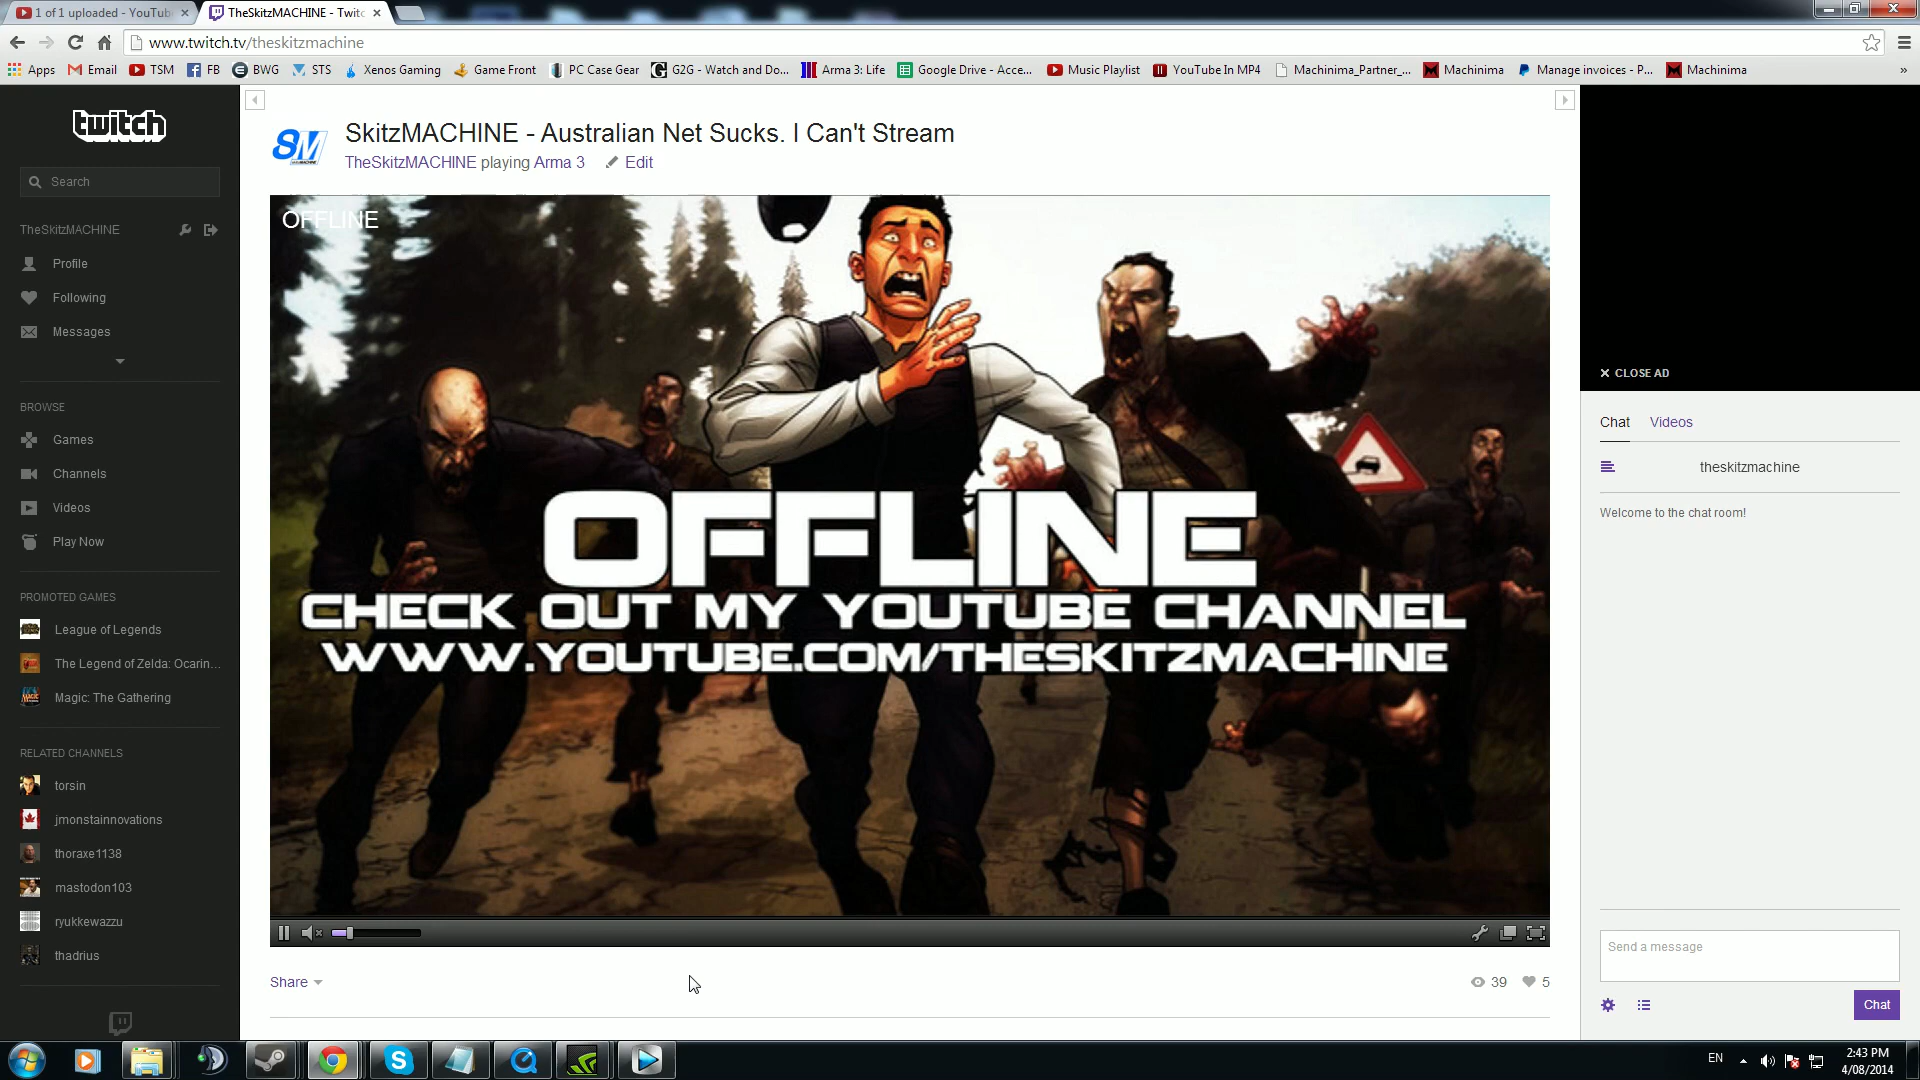 1 of 1 uploaded - YouTub
TheSkitzMACHINE - Twitc
www.twitch.tv/theskitzmachine
Apps
Email
TSM
FB
BWG
STS
Xenos Gaming
Game Front
PC Case Gear
G2G - Watch and Do...
Arma 3: Life
Google Drive - Acce...
Music Playlist
YouTube In MP4
Machinima_Partner_...
Machinima
Manage invoices - P...
Machinima
»
twitch
Search
TheSkitzMACHINE
Profile
Following
Messages
BROWSE
Games
Channels
Videos
Play Now
PROMOTED GAMES
League of Legends
The Legend of Zelda: Ocarin...
Magic: The Gathering
RELATED CHANNELS
torsin
jmonstainnovations
thoraxe1138
mastodon103
ryukkewazzu
thadrius
SM
SkitzMACHINE - Australian Net Sucks. I Can't Stream
TheSkitzMACHINE playing Arma 3
Edit
OFFLINE
OFFLINE
CHECK OUT MY YOUTUBE CHANNEL
WWW.YOUTUBE.COM/THESKITZMACHINE
Share
39
5
CLOSE AD
Chat
Videos
theskitzmachine
Welcome to the chat room!
Send a message
Chat
EN
2:43 PM
4/08/2014